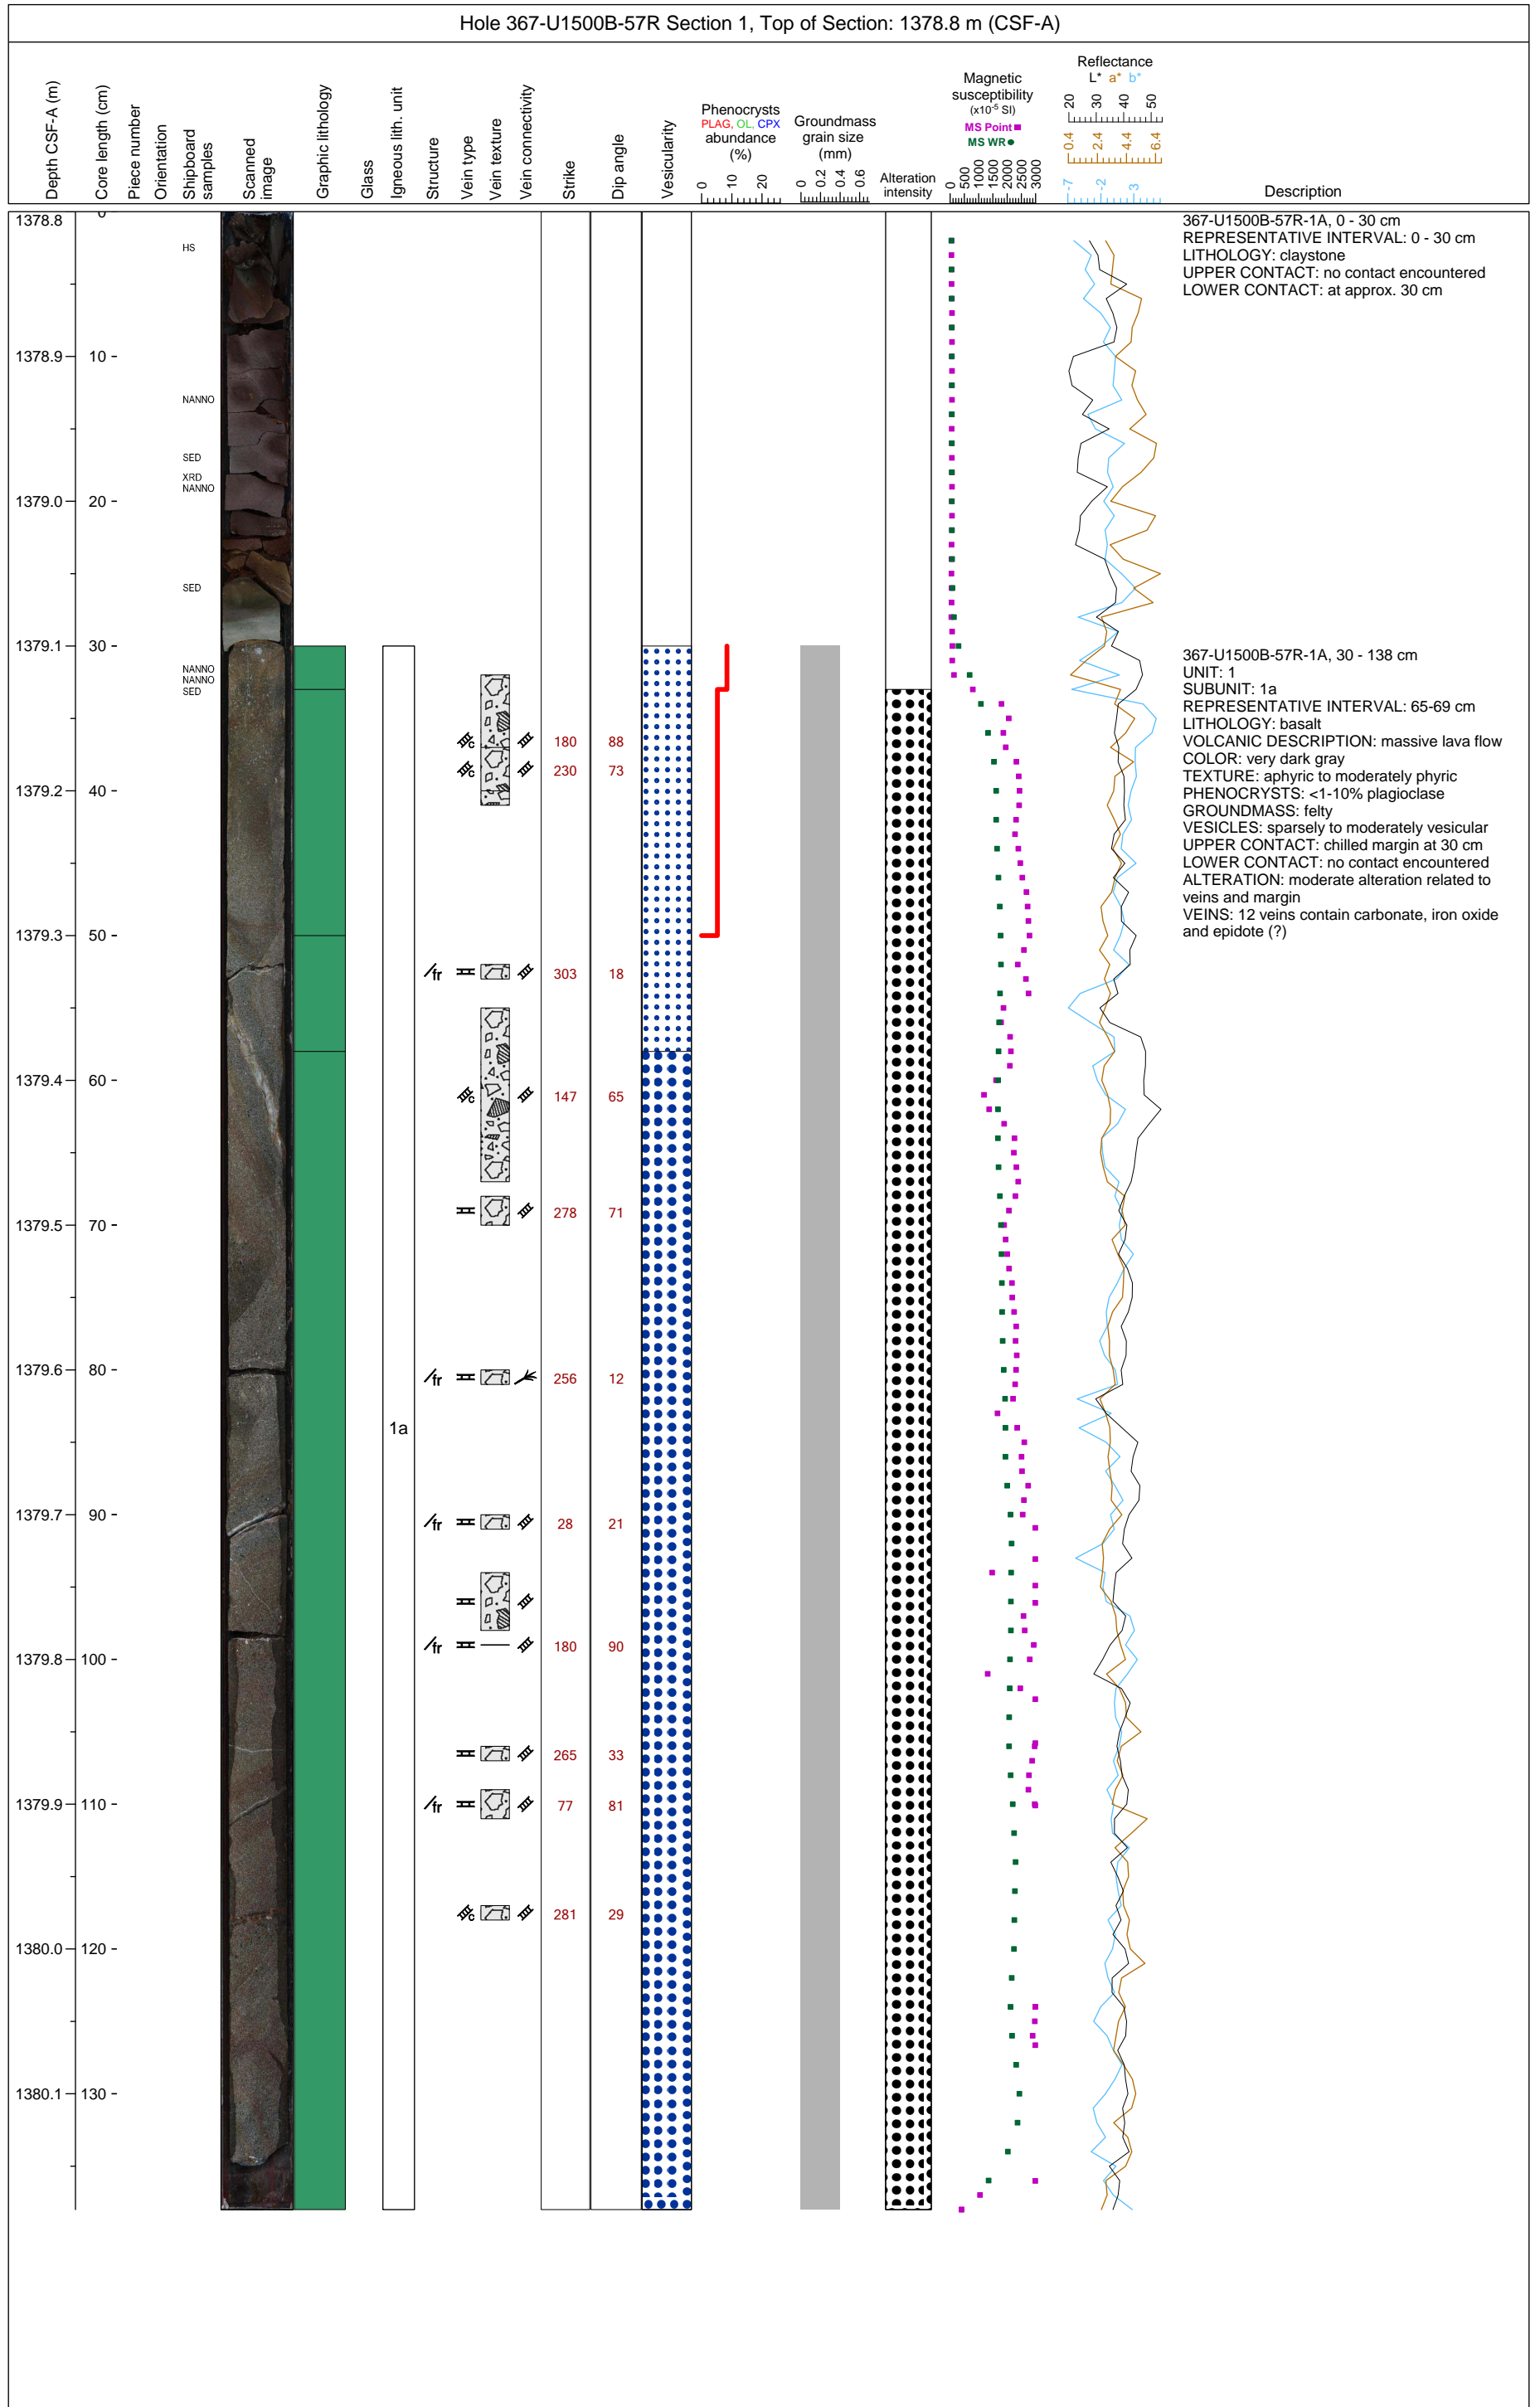 Hole 367-U1500B-57R Section 1, Top of Section: 1378.8 m (CSF-A)
Depth CSF-A (m)
Core length (cm)
Piece number
Orientation
Shipboard
samples
Scanned
image
Graphic lithology
Glass
Igneous lith. unit
Structure
Vein type
Vein texture
Vein connectivity
Strike
Dip angle
Vesicularity
Phenocrysts
PLAG, OL, CPX
abundance
(%)
0 10 20
Groundmass
grain size
(mm)
0 0.2 0.4 0.6
Alteration
intensity
Magnetic
susceptibility
(x10-5 SI)
MS Point
MS WR
0 500 1000 1500 2000 2500 3000
Reflectance
L* a* b*
20 30 40 50
0.4 2.4 4.4 6.4
-7 -2 3
Description
1378.8 0
HS
1378.9 10
NANNO
SED
XRD
NANNO
1379.0 20
SED
1379.1 30
NANNO
NANNO
SED
c 180 88
c 230 73
1379.2 40
1379.3 50
fr 303 18
1379.4 60
c 147 65
278 71
1379.5 70
1379.6 80
fr 256 12
1a
1379.7 90
fr 28 21
fr 180 90
1379.8 100
265 33
1379.9 110
fr 77 81
c 281 29
1380.0 120
1380.1 130
367-U1500B-57R-1A, 0 - 30 cm
REPRESENTATIVE INTERVAL: 0 - 30 cm
LITHOLOGY: claystone
UPPER CONTACT: no contact encountered
LOWER CONTACT: at approx. 30 cm
367-U1500B-57R-1A, 30 - 138 cm
UNIT: 1
SUBUNIT: 1a
REPRESENTATIVE INTERVAL: 65-69 cm
LITHOLOGY: basalt
VOLCANIC DESCRIPTION: massive lava flow
COLOR: very dark gray
TEXTURE: aphyric to moderately phyric
PHENOCRYSTS: <1-10% plagioclase
GROUNDMASS: felty
VESICLES: sparsely to moderately vesicular
UPPER CONTACT: chilled margin at 30 cm
LOWER CONTACT: no contact encountered
ALTERATION: moderate alteration related to
veins and margin
VEINS: 12 veins contain carbonate, iron oxide
and epidote (?)